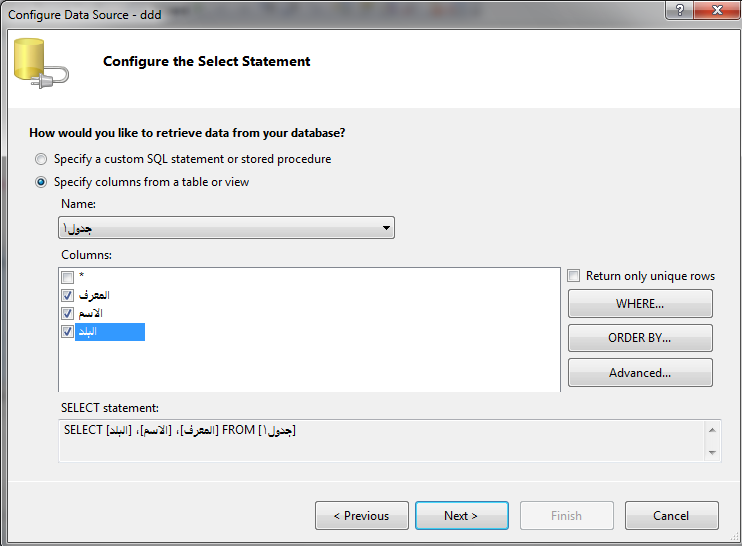 Configure Data Source - ddd
Configure the Select Statement
How would you like to retrieve data from your database?
Specify a custom SQL statement or stored procedure
Specify columns from a table or view
Name:
جدول١
Columns:
*
Return only unique rows
المعرف
WHERE...
الاسم
البلد
ORDER BY...
Advanced...
SELECT statement:
SELECT [المعرف]، [الاسم]، [البلد] FROM [جدول١]
< Previous
Next >
Finish
Cancel